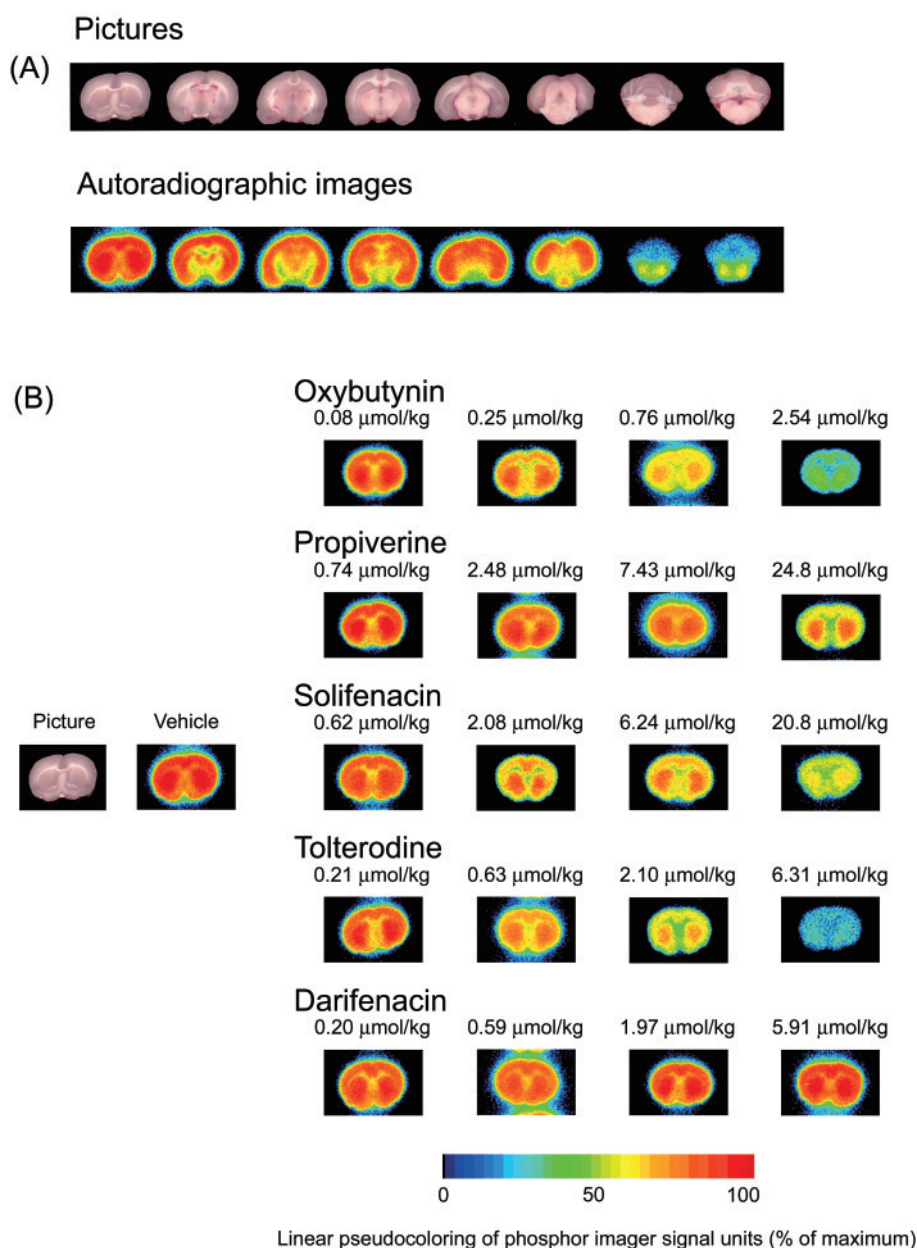 Pictures
(A)
Autoradiographic images
(B)
Oxybutynin
0.08 μmol/kg 0.25 μmol/kg 0.76 μmol/kg 2.54 μmol/kg
Propiverine
0.74 μmol/kg 2.48 μmol/kg 7.43 μmol/kg 24.8 μmol/kg
Solifenacin
Picture Vehicle 0.62 μmol/kg 2.08 μmol/kg 6.24 μmol/kg 20.8 μmol/kg
Tolterodine
0.21 μmol/kg 0.63 μmol/kg 2.10 μmol/kg 6.31 μmol/kg
Darifenacin
0.20 μmol/kg 0.59 μmol/kg 1.97 μmol/kg 5.91 μmol/kg
0 50 100
Linear pseudocoloring of phosphor imager signal units (% of maximum)